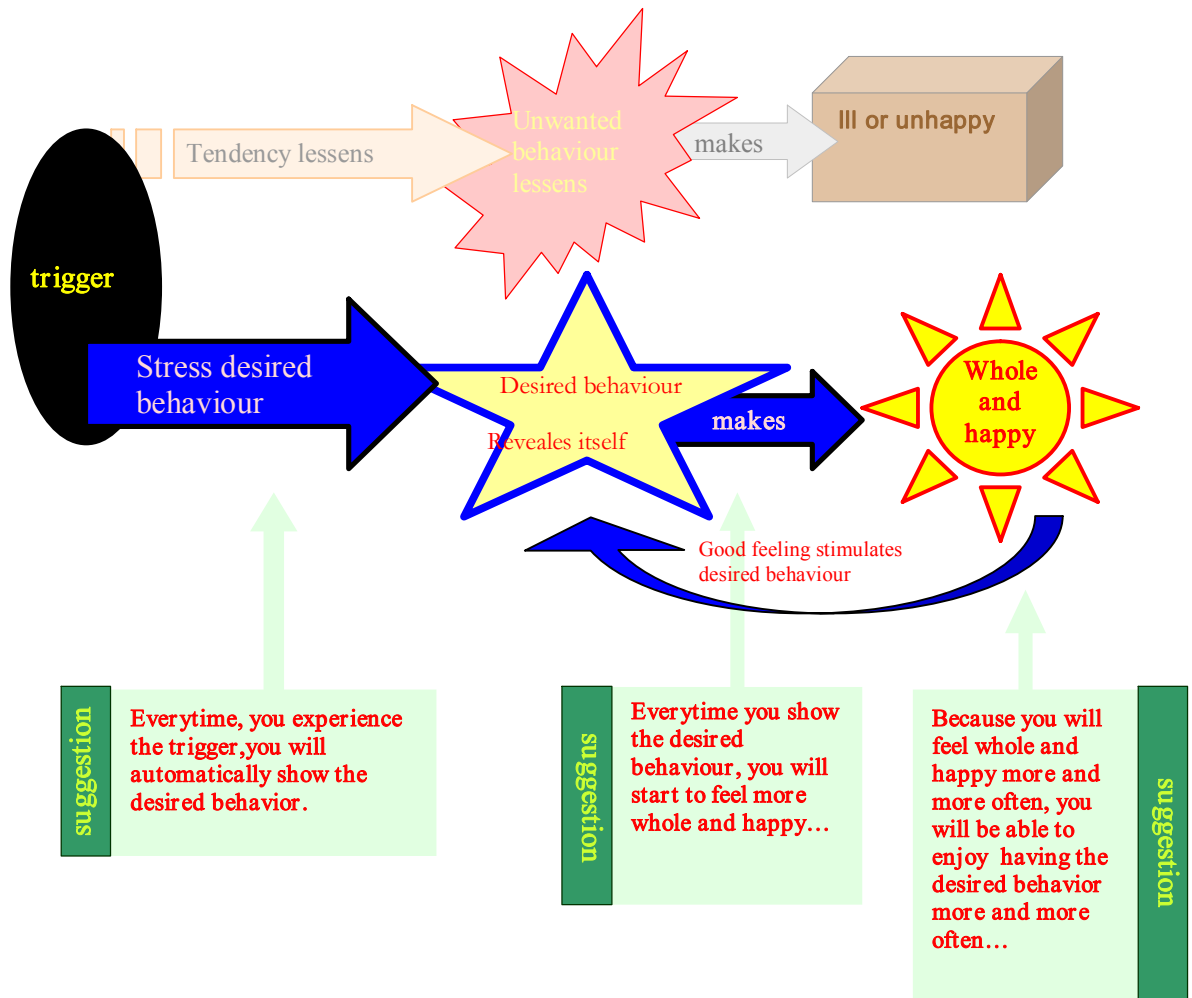 Unwanted
behaviour
lessens
Ill or unhappy
makes
Tendency lessens
trigger
Stress desired
behaviour
Desired behaviour
Reveales itself
makes
Whole
and
happy
Good feeling stimulates
desired behaviour
suggestion
Everytime, you experience
the trigger,you will
automatically show the
desired behavior.
suggestion
Everytime you show
the desired
behaviour, you will
start to feel more
whole and happy…
Because you will
feel whole and
happy more and
more often, you
will be able to
enjoy having the
desired behavior
more and more
often…
suggestion